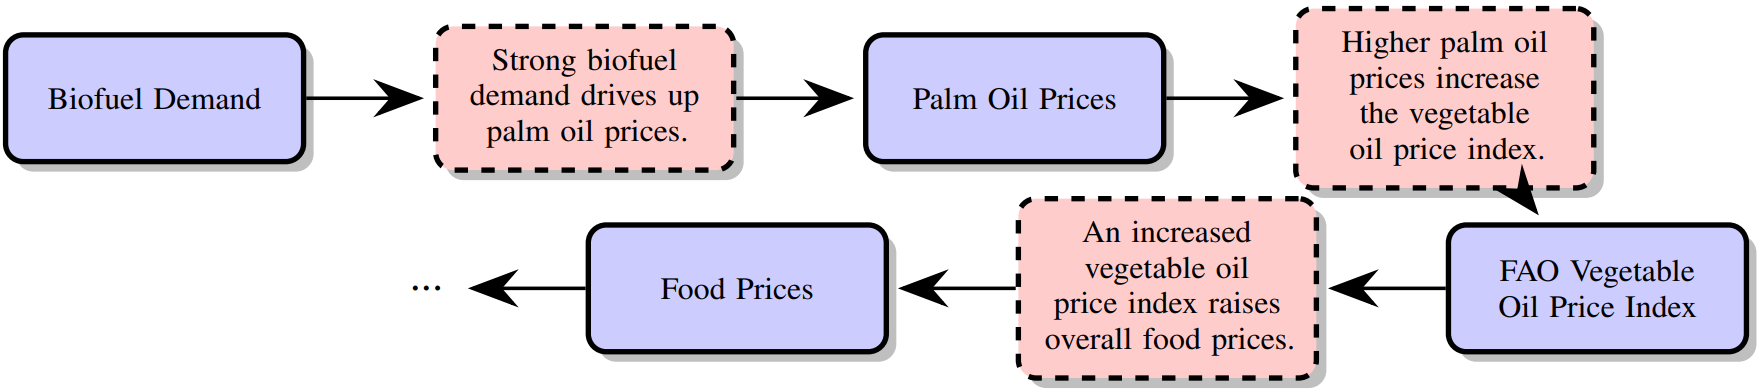 Biofuel Demand
Strong biofuel
demand drives up
palm oil prices.
Palm Oil Prices
Higher palm oil
prices increase
the vegetable
oil price index.
FAO Vegetable
Oil Price Index
An increased
vegetable oil
price index raises
overall food prices.
Food Prices
...